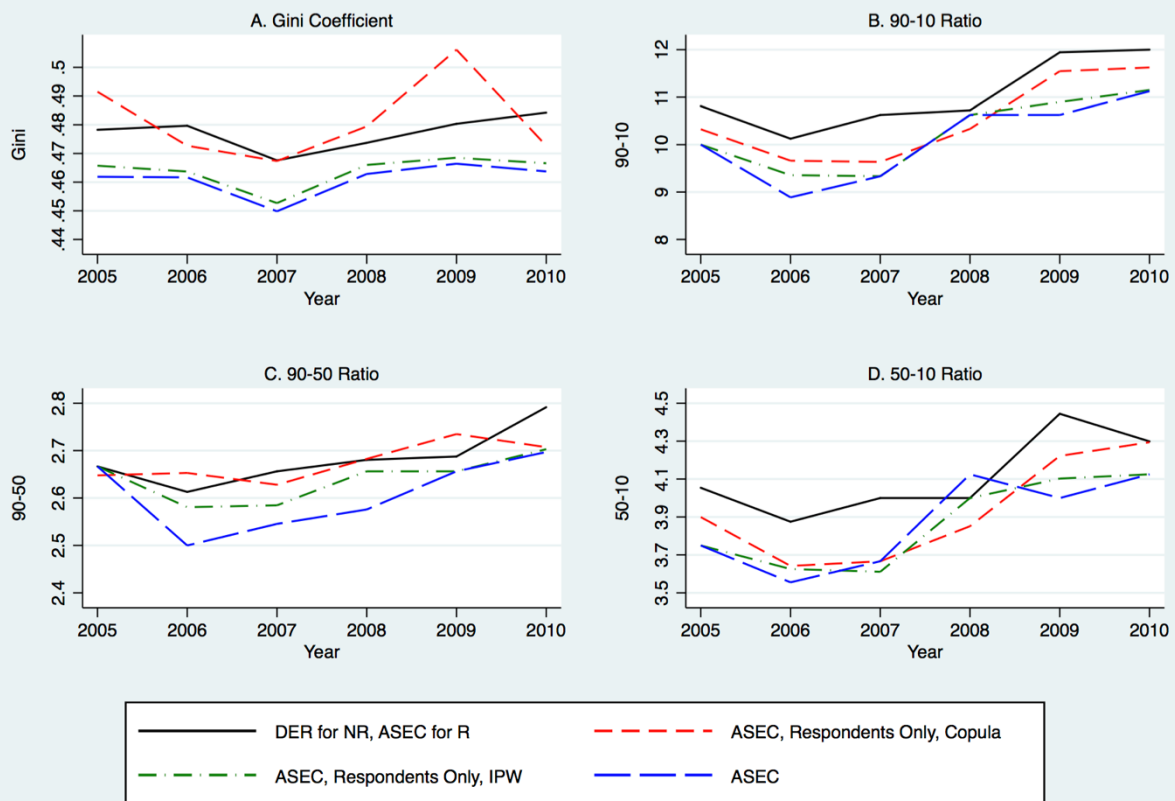 A. Gini Coefficient
Gini
.44 .45 .46 .47 .48 .49 .5
2005 2006 2007 2008 2009 2010
Year
B. 90-10 Ratio
90-10
8 9 10 11 12
2005 2006 2007 2008 2009 2010
Year
C. 90-50 Ratio
90-50
2.4 2.5 2.6 2.7 2.8
2005 2006 2007 2008 2009 2010
Year
D. 50-10 Ratio
50-10
3.5 3.7 3.9 4.1 4.3 4.5
2005 2006 2007 2008 2009 2010
Year
DER for NR, ASEC for R
ASEC, Respondents Only, Copula
ASEC, Respondents Only, IPW
ASEC